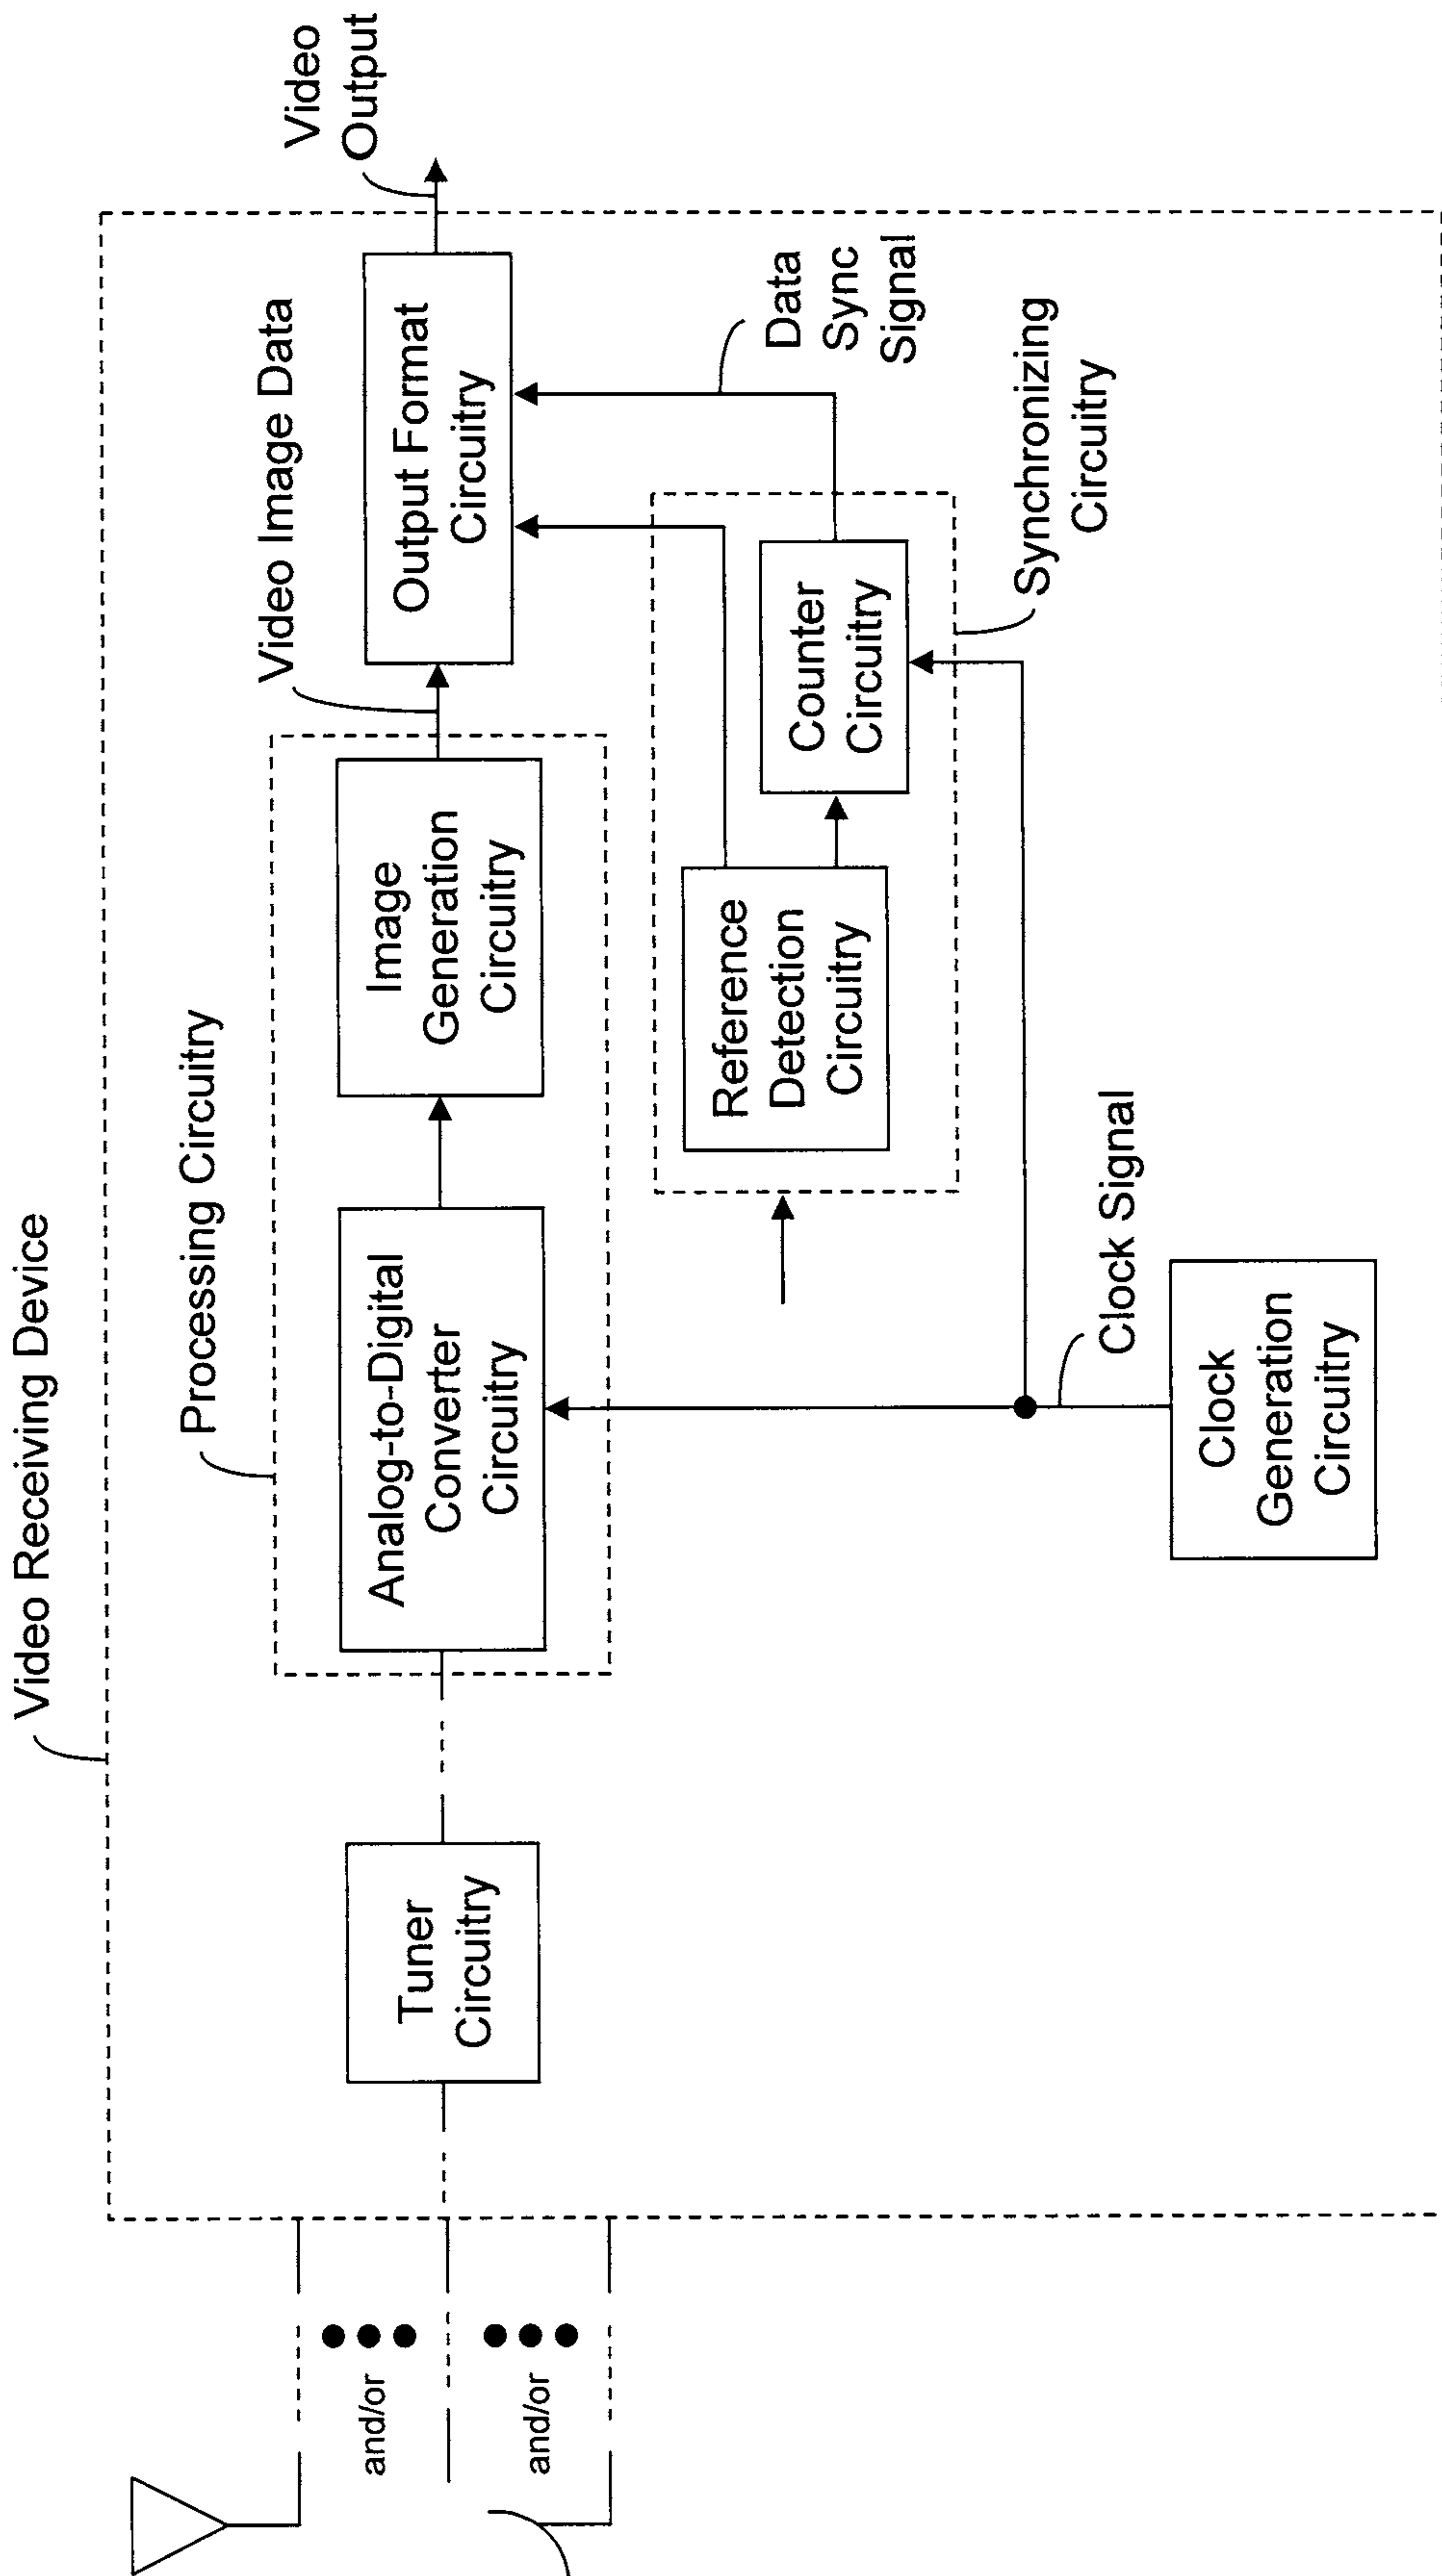 Video Receiving Device
Processing Circuitry
Video Image Data
Video
Output
and/or
and/or
Tuner
Circuitry
Analog-to-Digital
Converter
Circuitry
Image
Generation
Circuitry
Output Format
Circuitry
Reference
Detection
Circuitry
Counter
Circuitry
Data
Sync
Signal
Synchronizing
Circuitry
Clock Signal
Clock
Generation
Circuitry